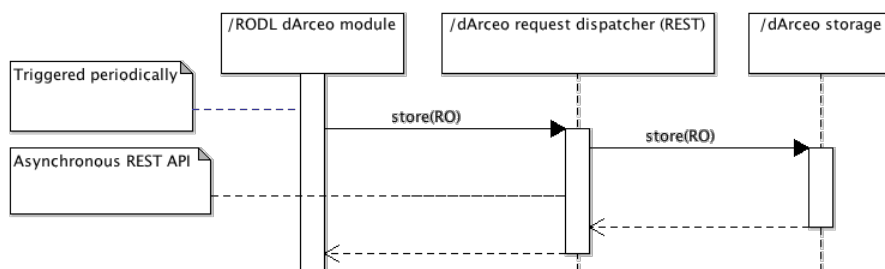 /RODL dArceo module
/dArceo request dispatcher (REST)
/dArceo storage
Triggered periodically
store(RO)
store(RO)
Asynchronous REST API